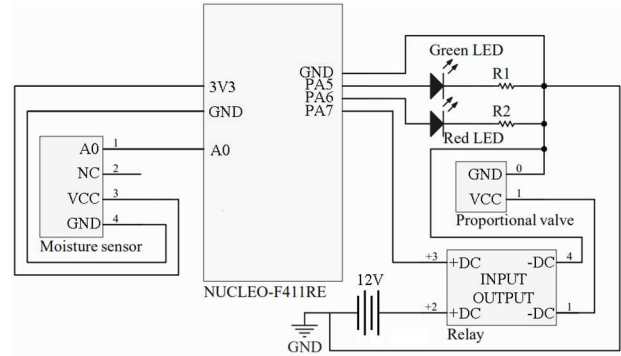 Green LED
GND
PA5
R1
3V3
PA6
GND
PA7
R2
Red LED
A0 1
A0
NC 2
VCC 3
GND 4
Moisture sensor
GND 0
VCC 1
Proportional valve
NUCLEO-F411RE
12V
+3 +DC -DC 4
INPUT
OUTPUT
+2 +DC -DC 1
Relay
GND